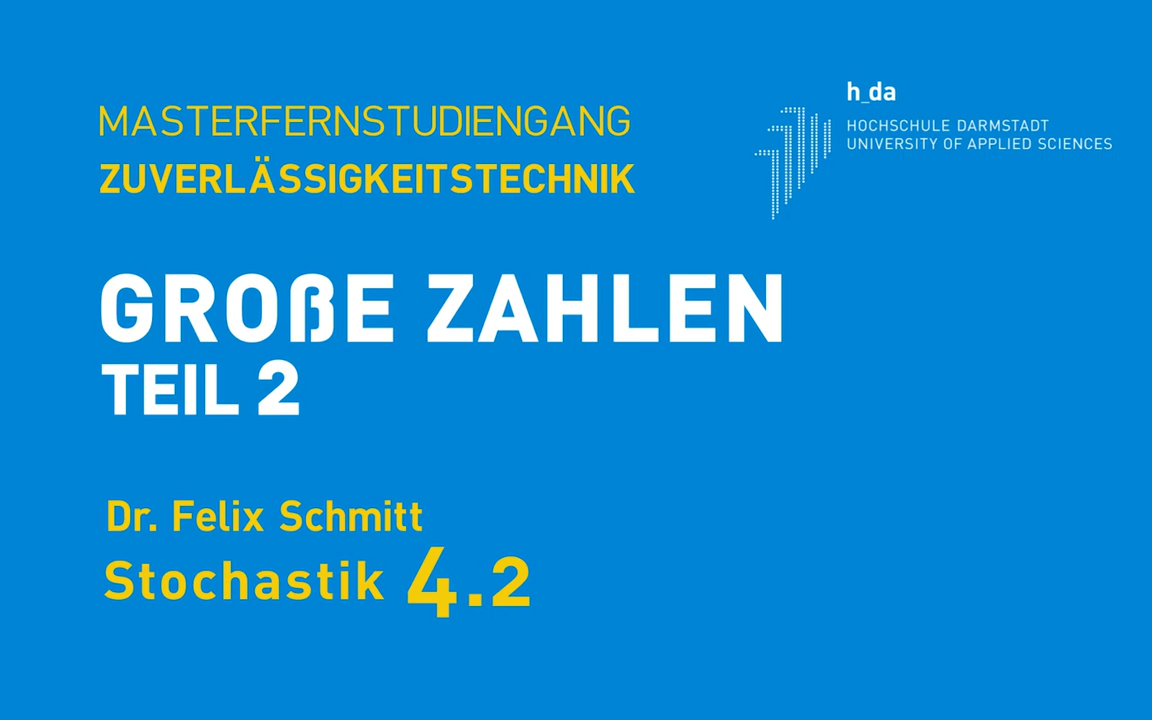 MASTERFERNSTUDIENGANG
ZUVERLÄSSIGKEITSTECHNIK
h_da
HOCHSCHULE DARMSTADT
UNIVERSITY OF APPLIED SCIENCES
GROßE ZAHLEN
TEIL 2
Dr. Felix Schmitt
Stochastik 4.2